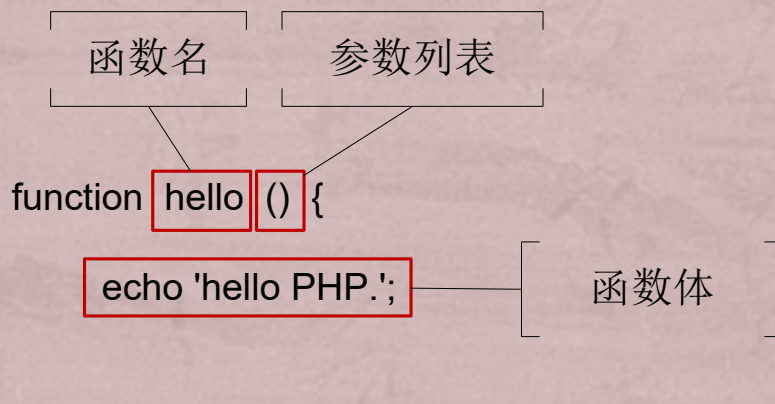 函数名 参数列表
function hello () {
echo 'hello PHP.'; 函数体